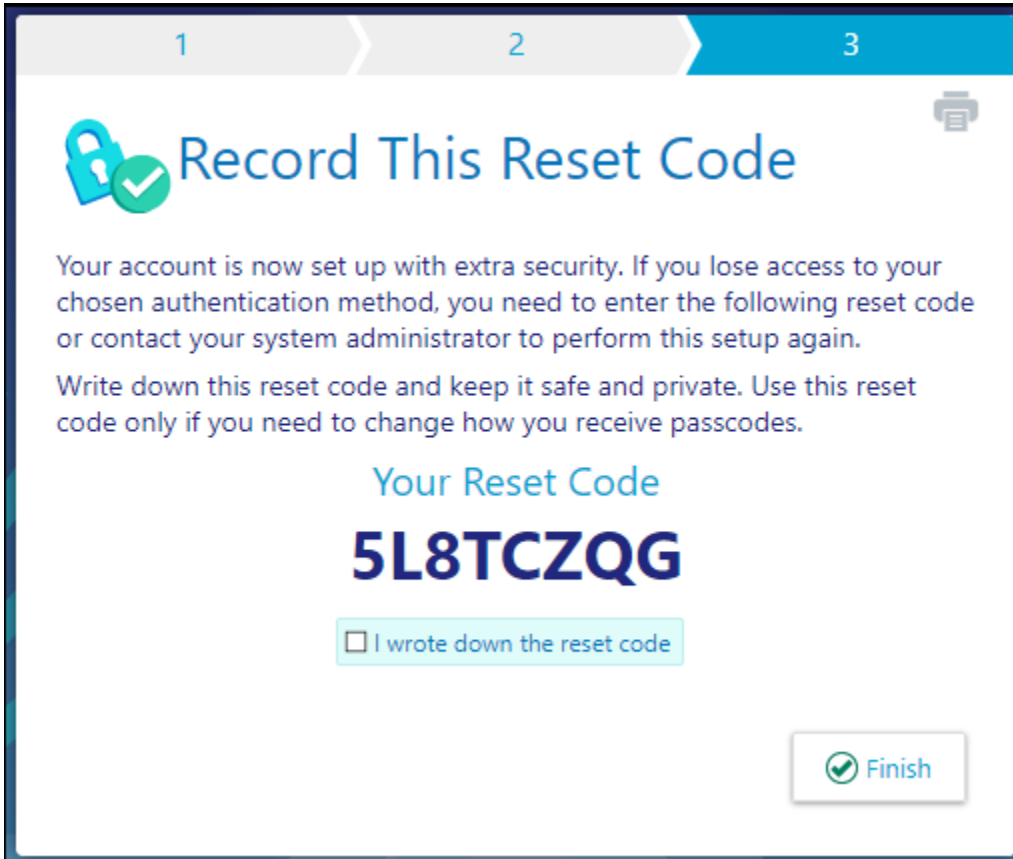 1
2
3
Record This Reset Code
Your account is now set up with extra security. If you lose access to your
chosen authentication method, you need to enter the following reset code
or contact your system administrator to perform this setup again.
Write down this reset code and keep it safe and private. Use this reset
code only if you need to change how you receive passcodes.
Your Reset Code
5L8TCZQG
I wrote down the reset code
Finish